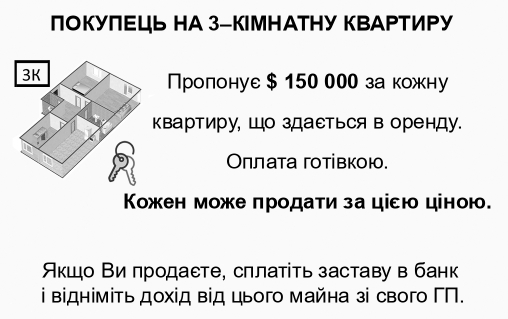 ПОКУПЕЦЬ НА 3–КІМНАТНУ КВАРТИРУ
3К
Пропонує $ 150 000 за кожну
квартиру, що здається в оренду.
Оплата готівкою.
Кожен може продати за цією ціною.
Якщо Ви продаєте, сплатіть заставу в банк
і відніміть дохід від цього майна зі свого ГП.